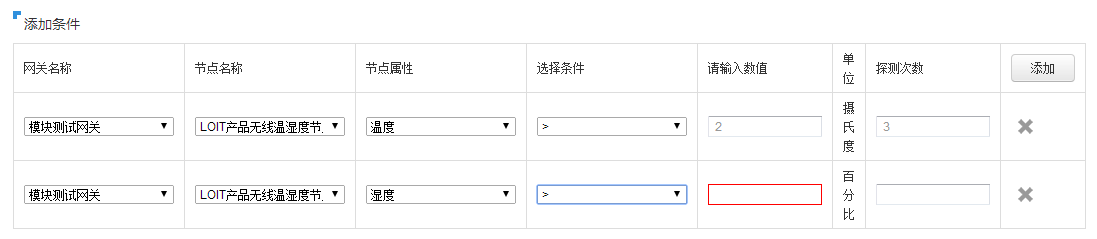 添加条件
网关名称 节点名称 节点属性 选择条件 请输入数值 单位 探测次数 添加
模块测试网关 LOIT产品无线温湿度节. 温度 > 2 摄氏度 3
模块测试网关 LOIT产品无线温湿度节. 湿度 > 百分比